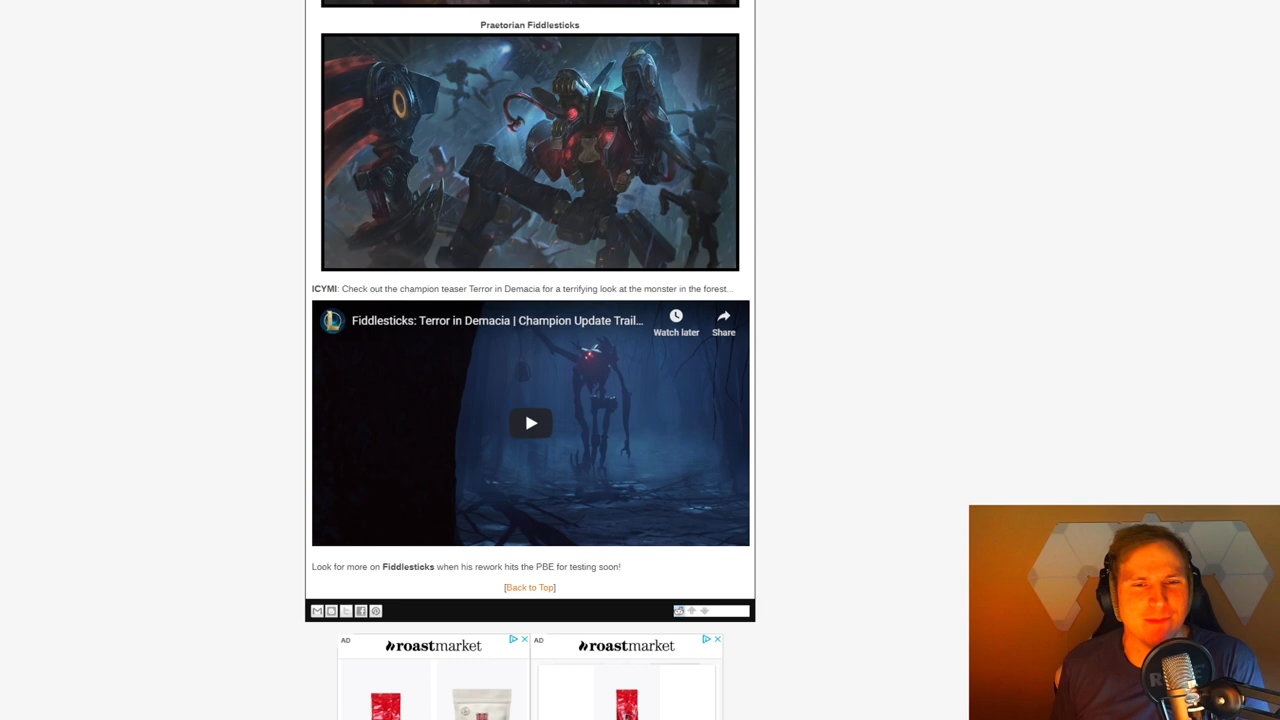 Praetorian Fiddlesticks
ICYMI: Check out the champion teaser Terror in Demacia for a terrifying look at the monster in the forest...
Fiddlesticks: Terror in Demacia | Champion Update Trail...
Watch later
Share
Look for more on Fiddlesticks when his rework hits the PBE for testing soon!
[Back to Top]
AD
roastmarket
AD
roastmarket